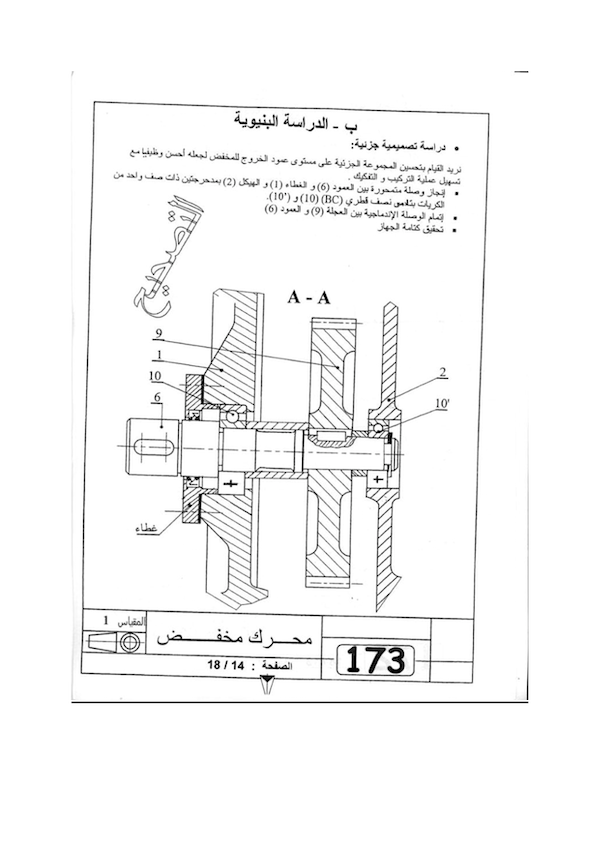 ب - الدراسة البنيوية
• دراسة تصميمية جزئية:
نريد القيام بتحسين المجموعة الجزئية على مستوى عمود الخروج للمخفض لجعله أحسن وظيفيا مع
تسهيل عملية التركيب و التفكيك .
▪ إنجاز وصلة متمحورة بين العمود (6) و الغطاء (1) و الهيكل (2) بمدحرجتين ذات صف واحد من
الكريات بتلامس نصف قطري (BC) (10) و (10').
▪ إتمام الوصلة الإندماجية بين العجلة (9) و العمود (6)
▪ تحقيق كتامة الجهاز
التصحيح
A - A
9
1
10
6
2
10'
غطاء
المقياس 1
محرك مخفض
173
الصفحة : 14 / 18